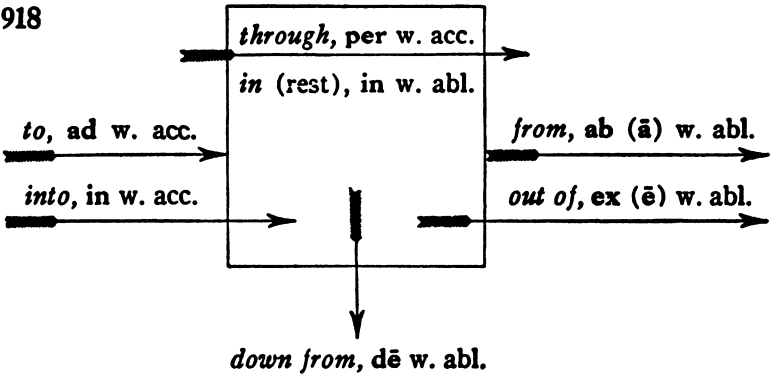 918
through, per w. acc.
in (rest), in w. abl.
to, ad w. acc.
from, ab (ā) w. abl.
into, in w. acc.
out of, ex (ē) w. abl.
down from, dē w. abl.